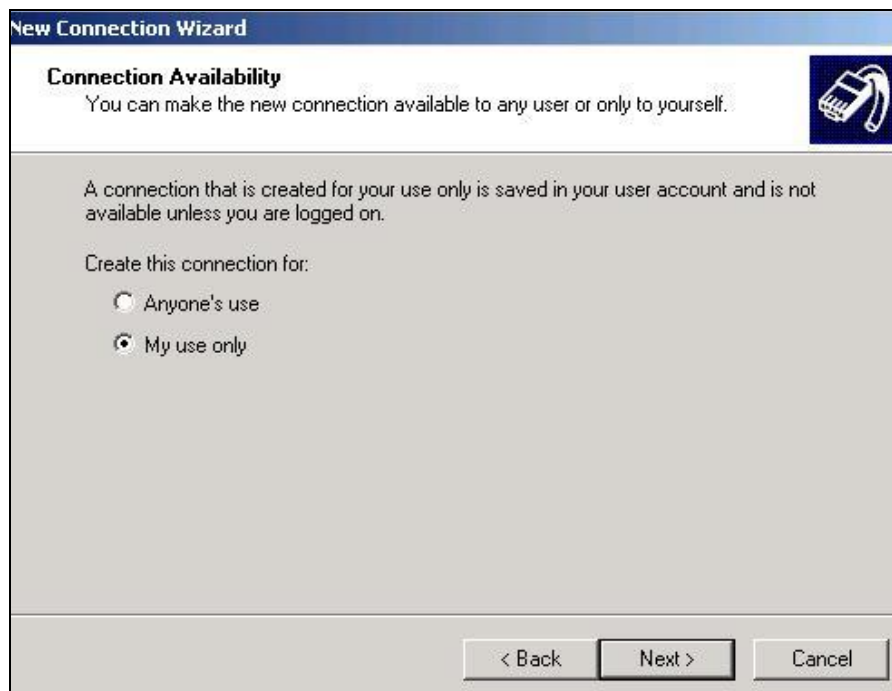 New Connection Wizard
Connection Availability
You can make the new connection available to any user or only to yourself.
A connection that is created for your use only is saved in your user account and is not
available unless you are logged on.
Create this connection for:
Anyone's use
My use only
< Back
Next >
Cancel